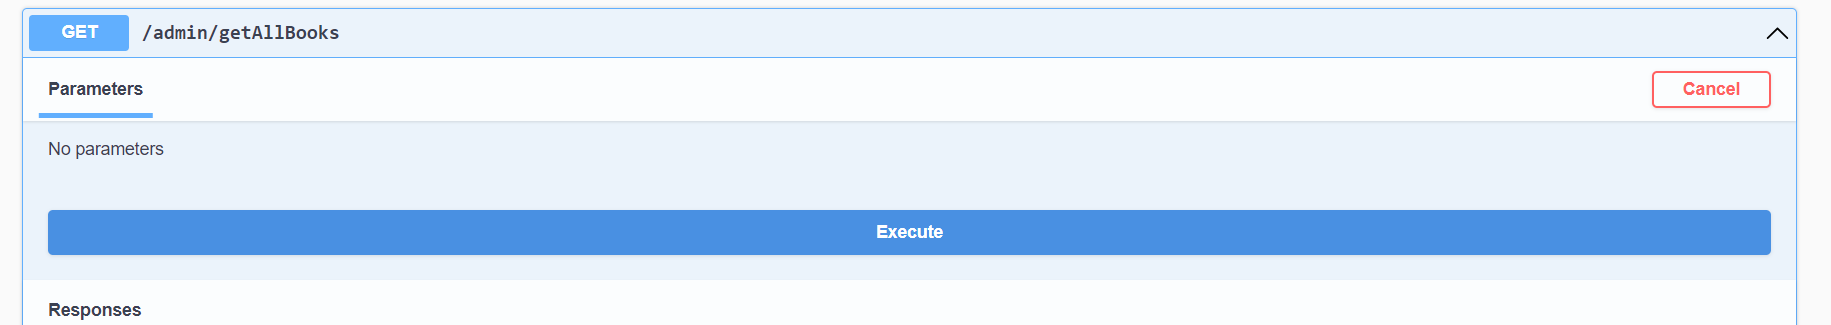 GET /admin/getAllBooks
Parameters Cancel
No parameters
Execute
Responses